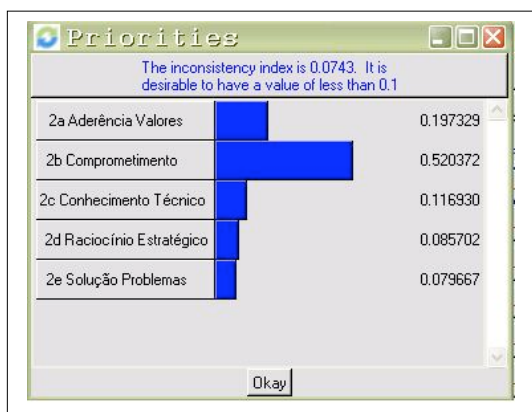 Priorities
The inconsistency index is 0.0743. It is
desirable to have a value of less than 0.1
2a Aderência Valores 0.197329
2b Comprometimento 0.520372
2c Conhecimento Técnico 0.116930
2d Raciocínio Estratégico 0.085702
2e Solução Problemas 0.079667
Okay